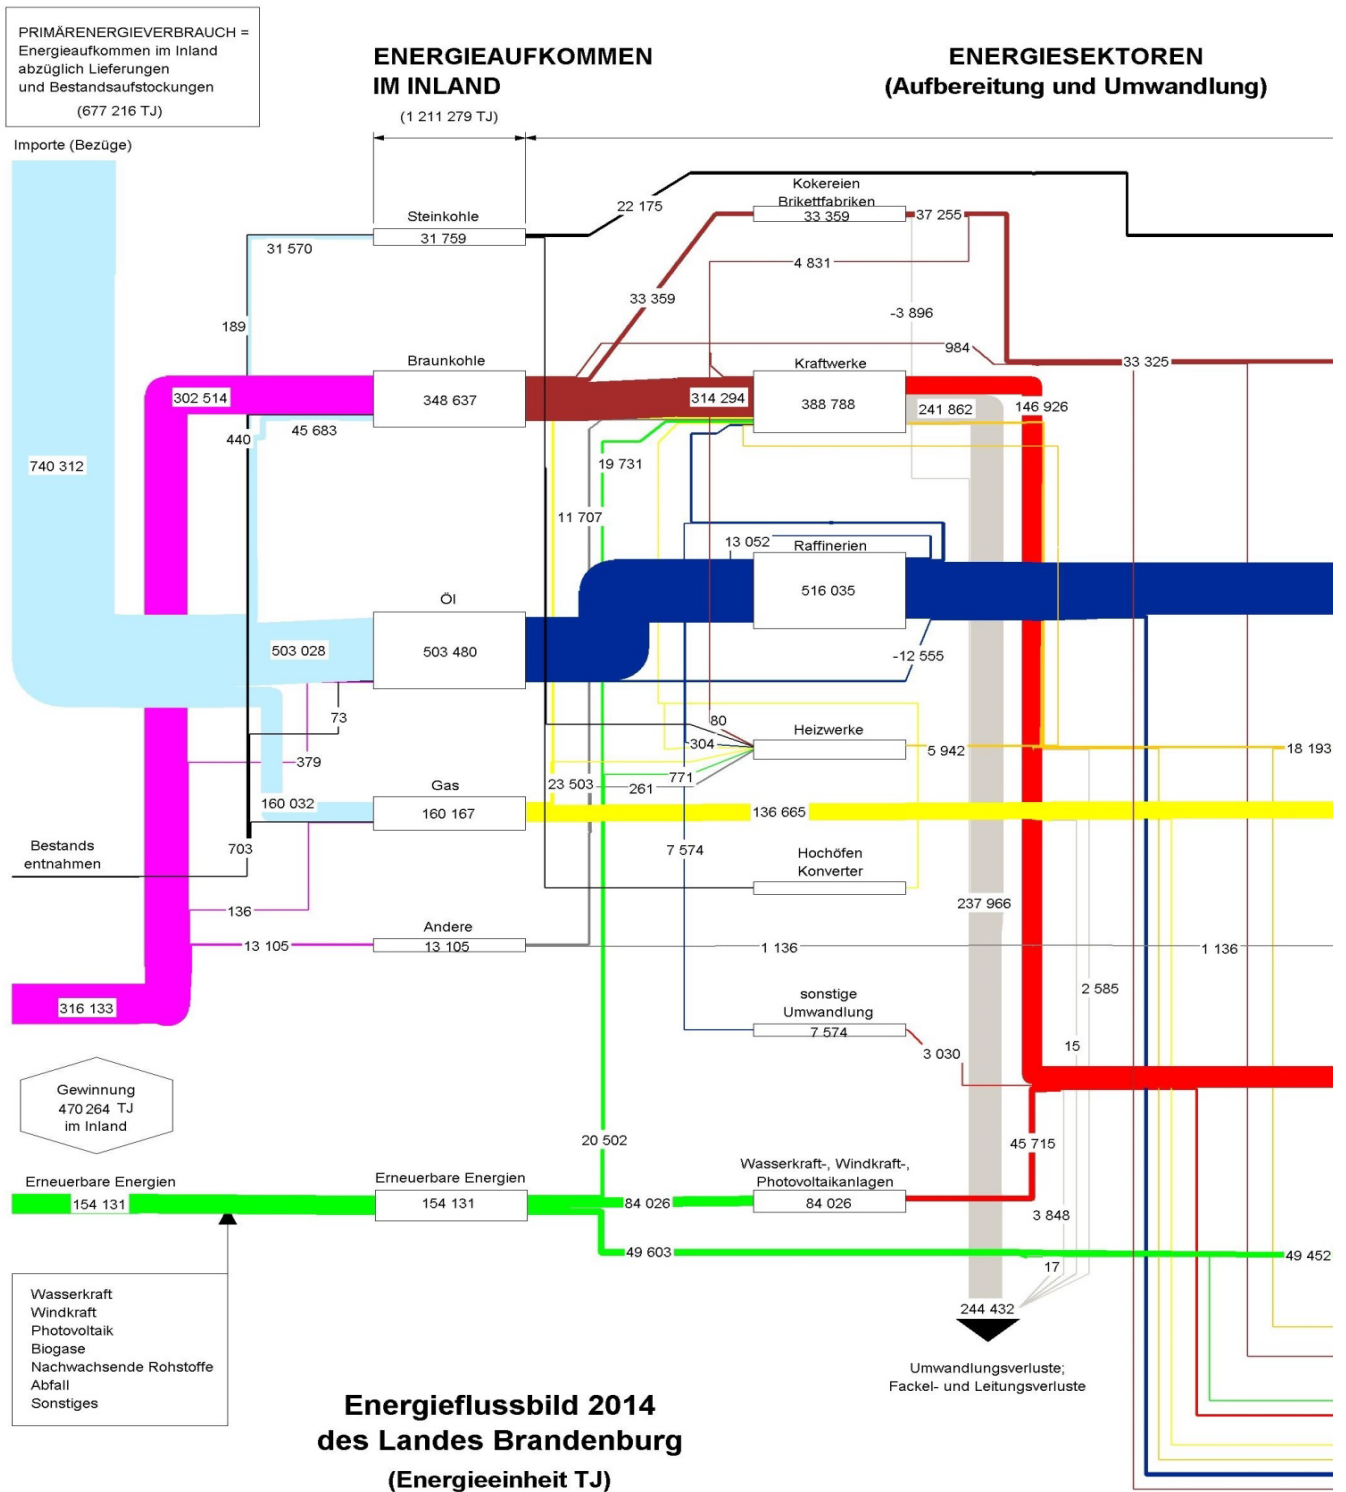 PRIMÄRENERGIEVERBRAUCH =
Energieaufkommen im Inland
abzüglich Lieferungen
und Bestandsaufstockungen
(677 216 TJ)
ENERGIEAUFKOMMEN
IM INLAND
(1 211 279 TJ)
ENERGIESEKTOREN
(Aufbereitung und Umwandlung)
Importe (Bezüge)
Kokereien
Brikettfabriken
33 359
22 175
37 255
Steinkohle
31 759
31 570
4 831
33 359
-3 896
189
984
Braunkohle
348 637
Kraftwerke
388 788
33 325
302 514
314 294
241 862
146 926
440
45 683
740 312
19 731
11 707
13 052
Raffinerien
516 035
Öl
503 480
503 028
-12 555
73
80
304
Heizwerke
5 942
18 193
379
771
23 503
261
Gas
160 167
160 032
136 665
Bestands
entnahmen
703
7 574
Hochöfen
Konverter
237 966
136
Andere
13 105
13 105
1 136
1 136
316 133
sonstige
Umwandlung
7 574
2 585
3 030
15
Gewinnung
470 264 TJ
im Inland
20 502
45 715
Erneuerbare Energien
154 131
Erneuerbare Energien
154 131
84 026
Wasserkraft-, Windkraft-,
Photovoltaikanlagen
84 026
3 848
49 603
49 452
17
244 432
Wasserkraft
Windkraft
Photovoltaik
Biogase
Nachwachsende Rohstoffe
Abfall
Sonstiges
Umwandlungsverluste;
Fackel- und Leitungsverluste
Energieflussbild 2014
des Landes Brandenburg
(Energieeinheit TJ)